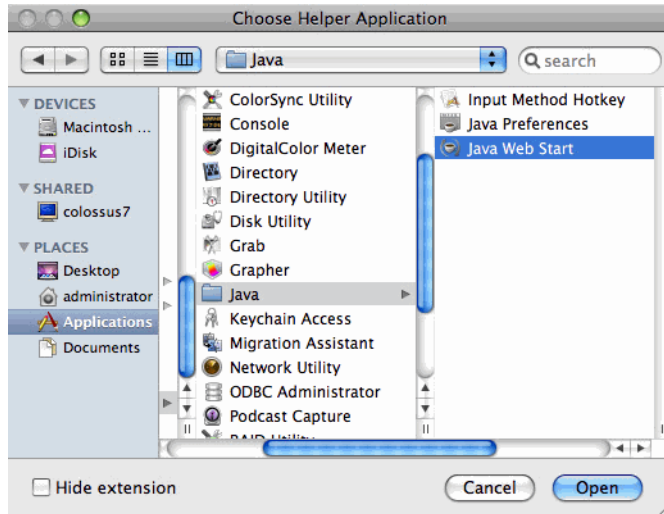 Choose Helper Application
Java
search
DEVICES
Macintosh ...
iDisk
SHARED
colossus7
PLACES
Desktop
administrator
Applications
Documents
ColorSync Utility
Console
DigitalColor Meter
Directory
Directory Utility
Disk Utility
Grab
Grapher
Java
Keychain Access
Migration Assistant
Network Utility
ODBC Administrator
Podcast Capture
RAID Utility
Input Method Hotkey
Java Preferences
Java Web Start
Hide extension
Cancel
Open